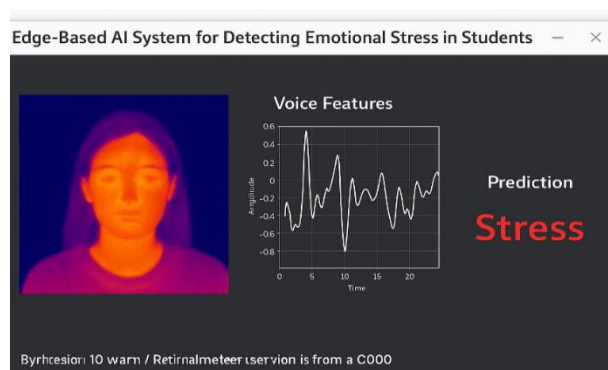 Edge-Based AI System for Detecting Emotional Stress in Students
Voice Features
0.6
0.4
0.2
0
-0.2
-0.4
-0.6
-0.8
0
5
10
15
20
Time
Prediction
Stress
10 warn / is from a C000